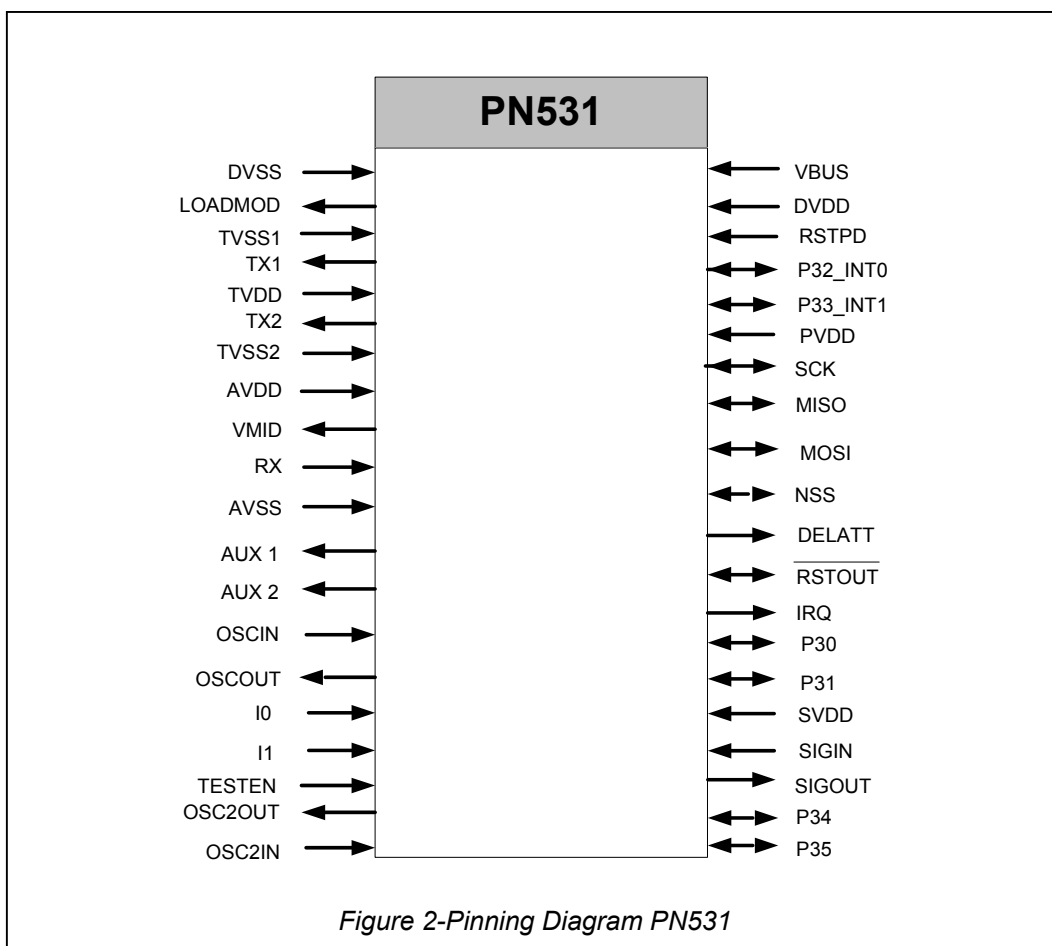 PN531
DVSS
LOADMOD
TVSS1
TX1
TVDD
TX2
TVSS2
AVDD
VMID
RX
AVSS
AUX 1
AUX 2
OSCIN
OSCOUT
I0
I1
TESTEN
OSC2OUT
OSC2IN
VBUS
DVDD
RSTPD
P32_INT0
P33_INT1
PVDD
SCK
MISO
MOSI
NSS
DELATT
RSTOUT
IRQ
P30
P31
SVDD
SIGIN
SIGOUT
P34
P35
Figure 2-Pinning Diagram PN531